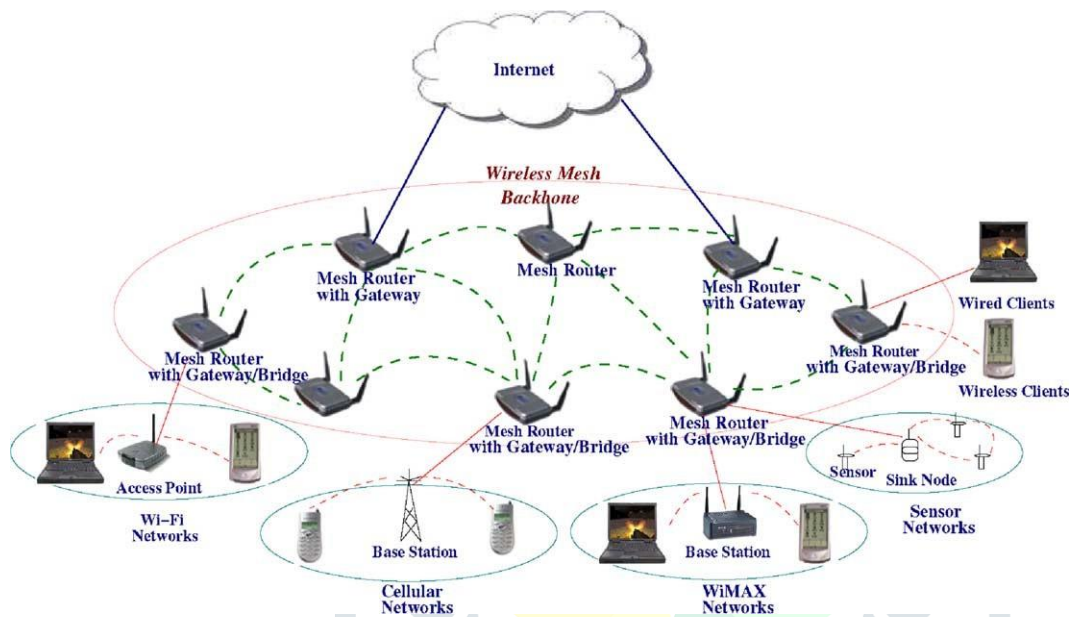 Internet
Wireless Mesh
Backbone
Mesh Router
with Gateway
Mesh Router
Mesh Router
with Gateway
Wired Clients
Mesh Router
with Gateway/Bridge
Mesh Router
with Gateway/Bridge
Wireless Clients
Mesh Router
with Gateway/Bridge
Mesh Router
with Gateway/Bridge
Access Point
Wi-Fi
Networks
Sensor
Sink Node
Sensor
Networks
Base Station
Cellular
Networks
Base Station
WiMAX
Networks